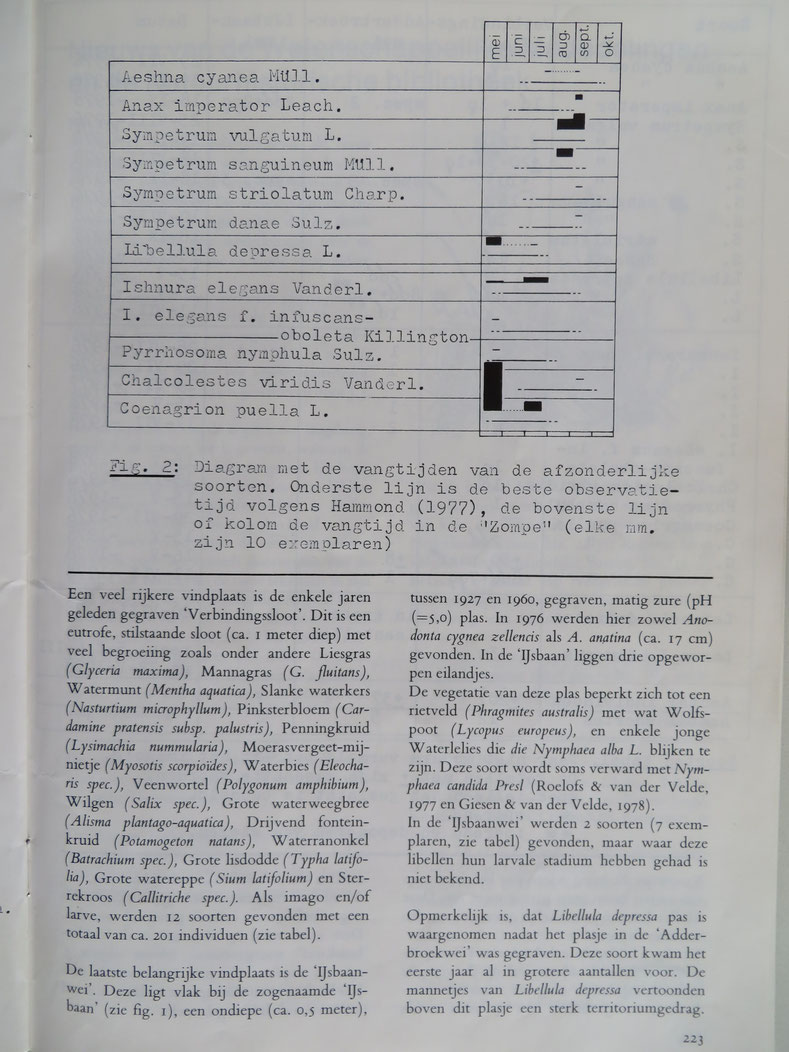 mei juni juli aug. sept. okt.
Aeshna cyanea Müll.
Anax imperator Leach.
Sympetrum vulgatum L.
Sympetrum sanguineum Müll.
Sympetrum striolatum Charp.
Sympetrum danae Sulz.
Libellula depressa L.
Ishnura elegans Vanderl.
I. elegans f. infuscans-
oboleta Killington
Pyrrhosoma nymphula Sulz.
Chalcolestes viridis Vanderl.
Coenagrion puella L.
Fig. 2: Diagram met de vangtijden van de afzonderlijke
soorten. Onderste lijn is de beste observatie-
tijd volgens Hammond (1977), de bovenste lijn
of kolom de vangtijd in de "Zompe" (elke mm.
zijn 10 exemplaren)
Een veel rijkere vindplaats is de enkele jaren
geleden gegraven ‘Verbindingssloot’. Dit is een
eutrofe, stilstaande sloot (ca. 1 meter diep) met
veel begroeiing zoals onder andere Liesgras
(Glyceria maxima), Mannagras (G. fluitans),
Watermunt (Mentha aquatica), Slanke waterkers
(Nasturtium microphyllum), Pinksterbloem (Car-
damine pratensis subsp. palustris), Penningkruid
(Lysimachia nummularia), Moerasvergeet-mij-
nietje (Myosotis scorpioides), Waterbies (Eleocha-
ris spec.), Veenwortel (Polygonum amphibium),
Wilgen (Salix spec.), Grote waterweegbree
(Alisma plantago-aquatica), Drijvend fontein-
kruid (Potamogeton natans), Waterranonkel
(Batrachium spec.), Grote lisdodde (Typha latifo-
lia), Grote watereppe (Sium latifolium) en Ster-
rekroos (Callitriche spec.). Als imago en/of
larve, werden 12 soorten gevonden met een
totaal van ca. 201 individuen (zie tabel).
De laatste belangrijke vindplaats is de ‘IJsbaan-
wei’. Deze ligt vlak bij de zogenaamde ‘IJs-
baan’ (zie fig. 1), een ondiepe (ca. 0,5 meter),
tussen 1927 en 1960, gegraven, matig zure (pH
(=5,0) plas. In 1976 werden hier zowel Ano-
donta cygnea zellencis als A. anatina (ca. 17 cm)
gevonden. In de ‘IJsbaan’ liggen drie opgewor-
pen eilandjes.
De vegetatie van deze plas beperkt zich tot een
rietveld (Phragmites australis) met wat Wolfs-
poot (Lycopus europeus), en enkele jonge
Waterlelies die die Nymphaea alba L. blijken te
zijn. Deze soort wordt soms verward met Nym-
phaea candida Presl (Roelofs & van der Velde,
1977 en Giesen & van der Velde, 1978).
In de ‘IJsbaanwei’ werden 2 soorten (7 exem-
plaren, zie tabel) gevonden, maar waar deze
libellen hun larvale stadium hebben gehad is
niet bekend.
Opmerkelijk is, dat Libellula depressa pas is
waargenomen nadat het plasje in de ‘Adder-
broekwei’ was gegraven. Deze soort kwam het
eerste jaar al in grotere aantallen voor. De
mannetjes van Libellula depressa vertoonden
boven dit plasje een sterk territoriumgedrag.
223